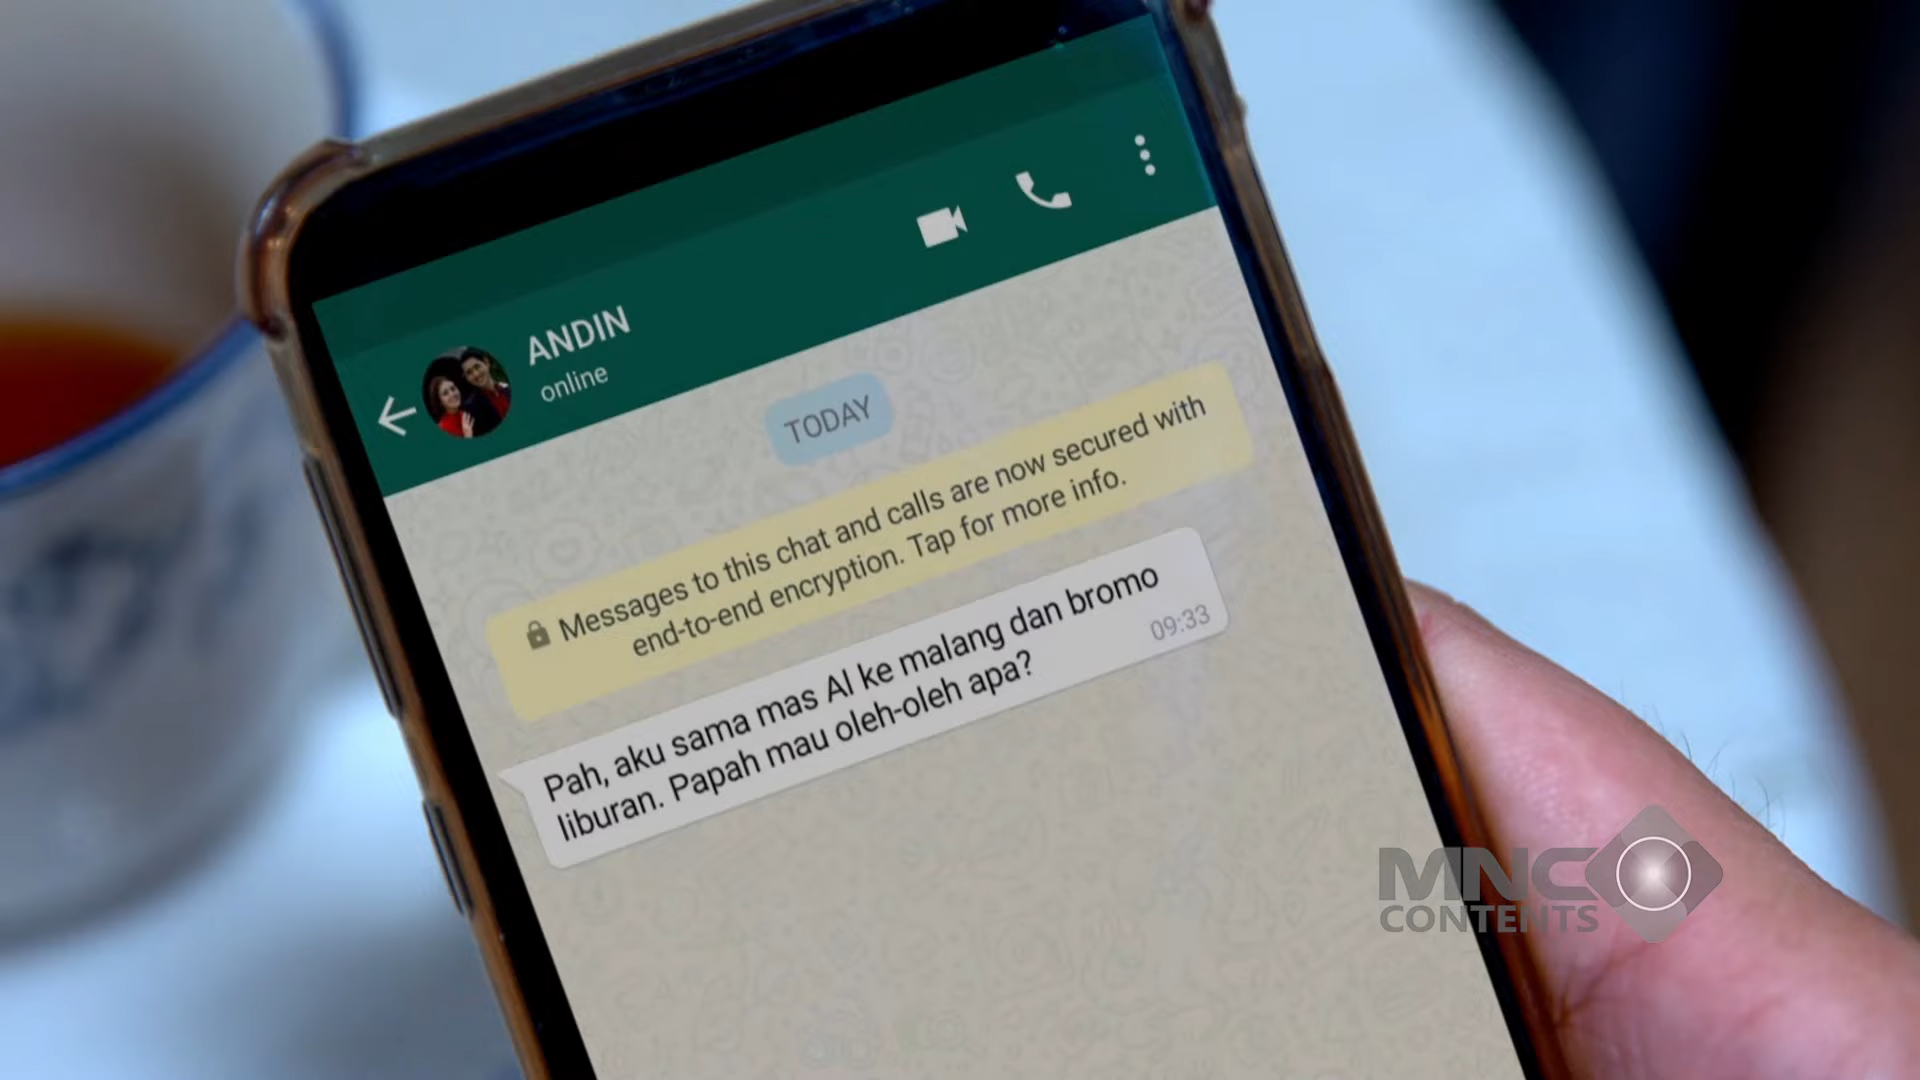 ANDIN
online
TODAY
Messages to this chat and calls are now secured with
end-to-end encryption. Tap for more info.
Pah, aku sama mas Al ke malang dan bromo
liburan. Papah mau oleh-oleh apa?
09:33
MNC
CONTENTS